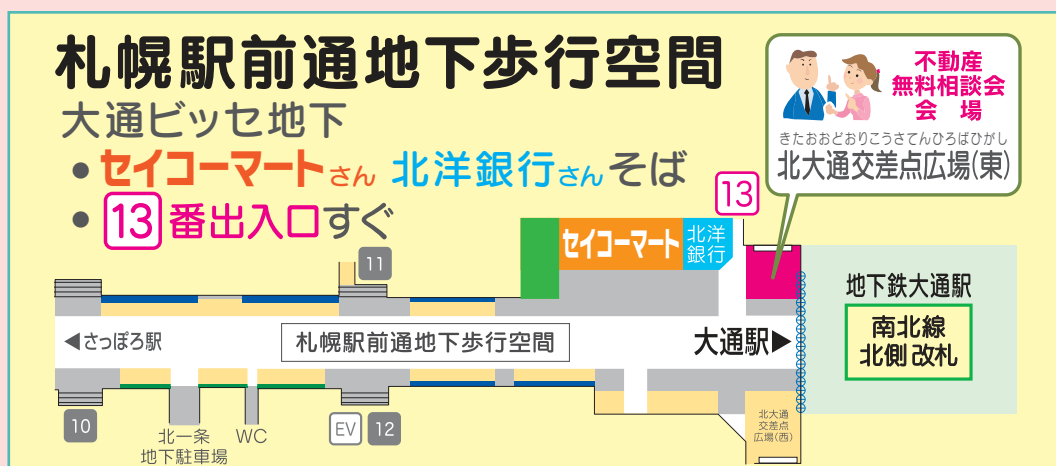 札幌駅前通地下歩行空間
大通ビッセ地下
● セイコーマートさん 北洋銀行さん そば
● 13番出入口すぐ
不動産
無料相談会
会 場
きたおおどおりこうさてんひろばひがし
北大通交差点広場(東)
13
セイコーマート
北洋
銀行
11
地下鉄大通駅
南北線
北側 改札
◀さっぽろ駅
札幌駅前通地下歩行空間
大通駅▶
10
北一条
地下駐車場
WC
EV
12
北大通
交差点
広場(西)